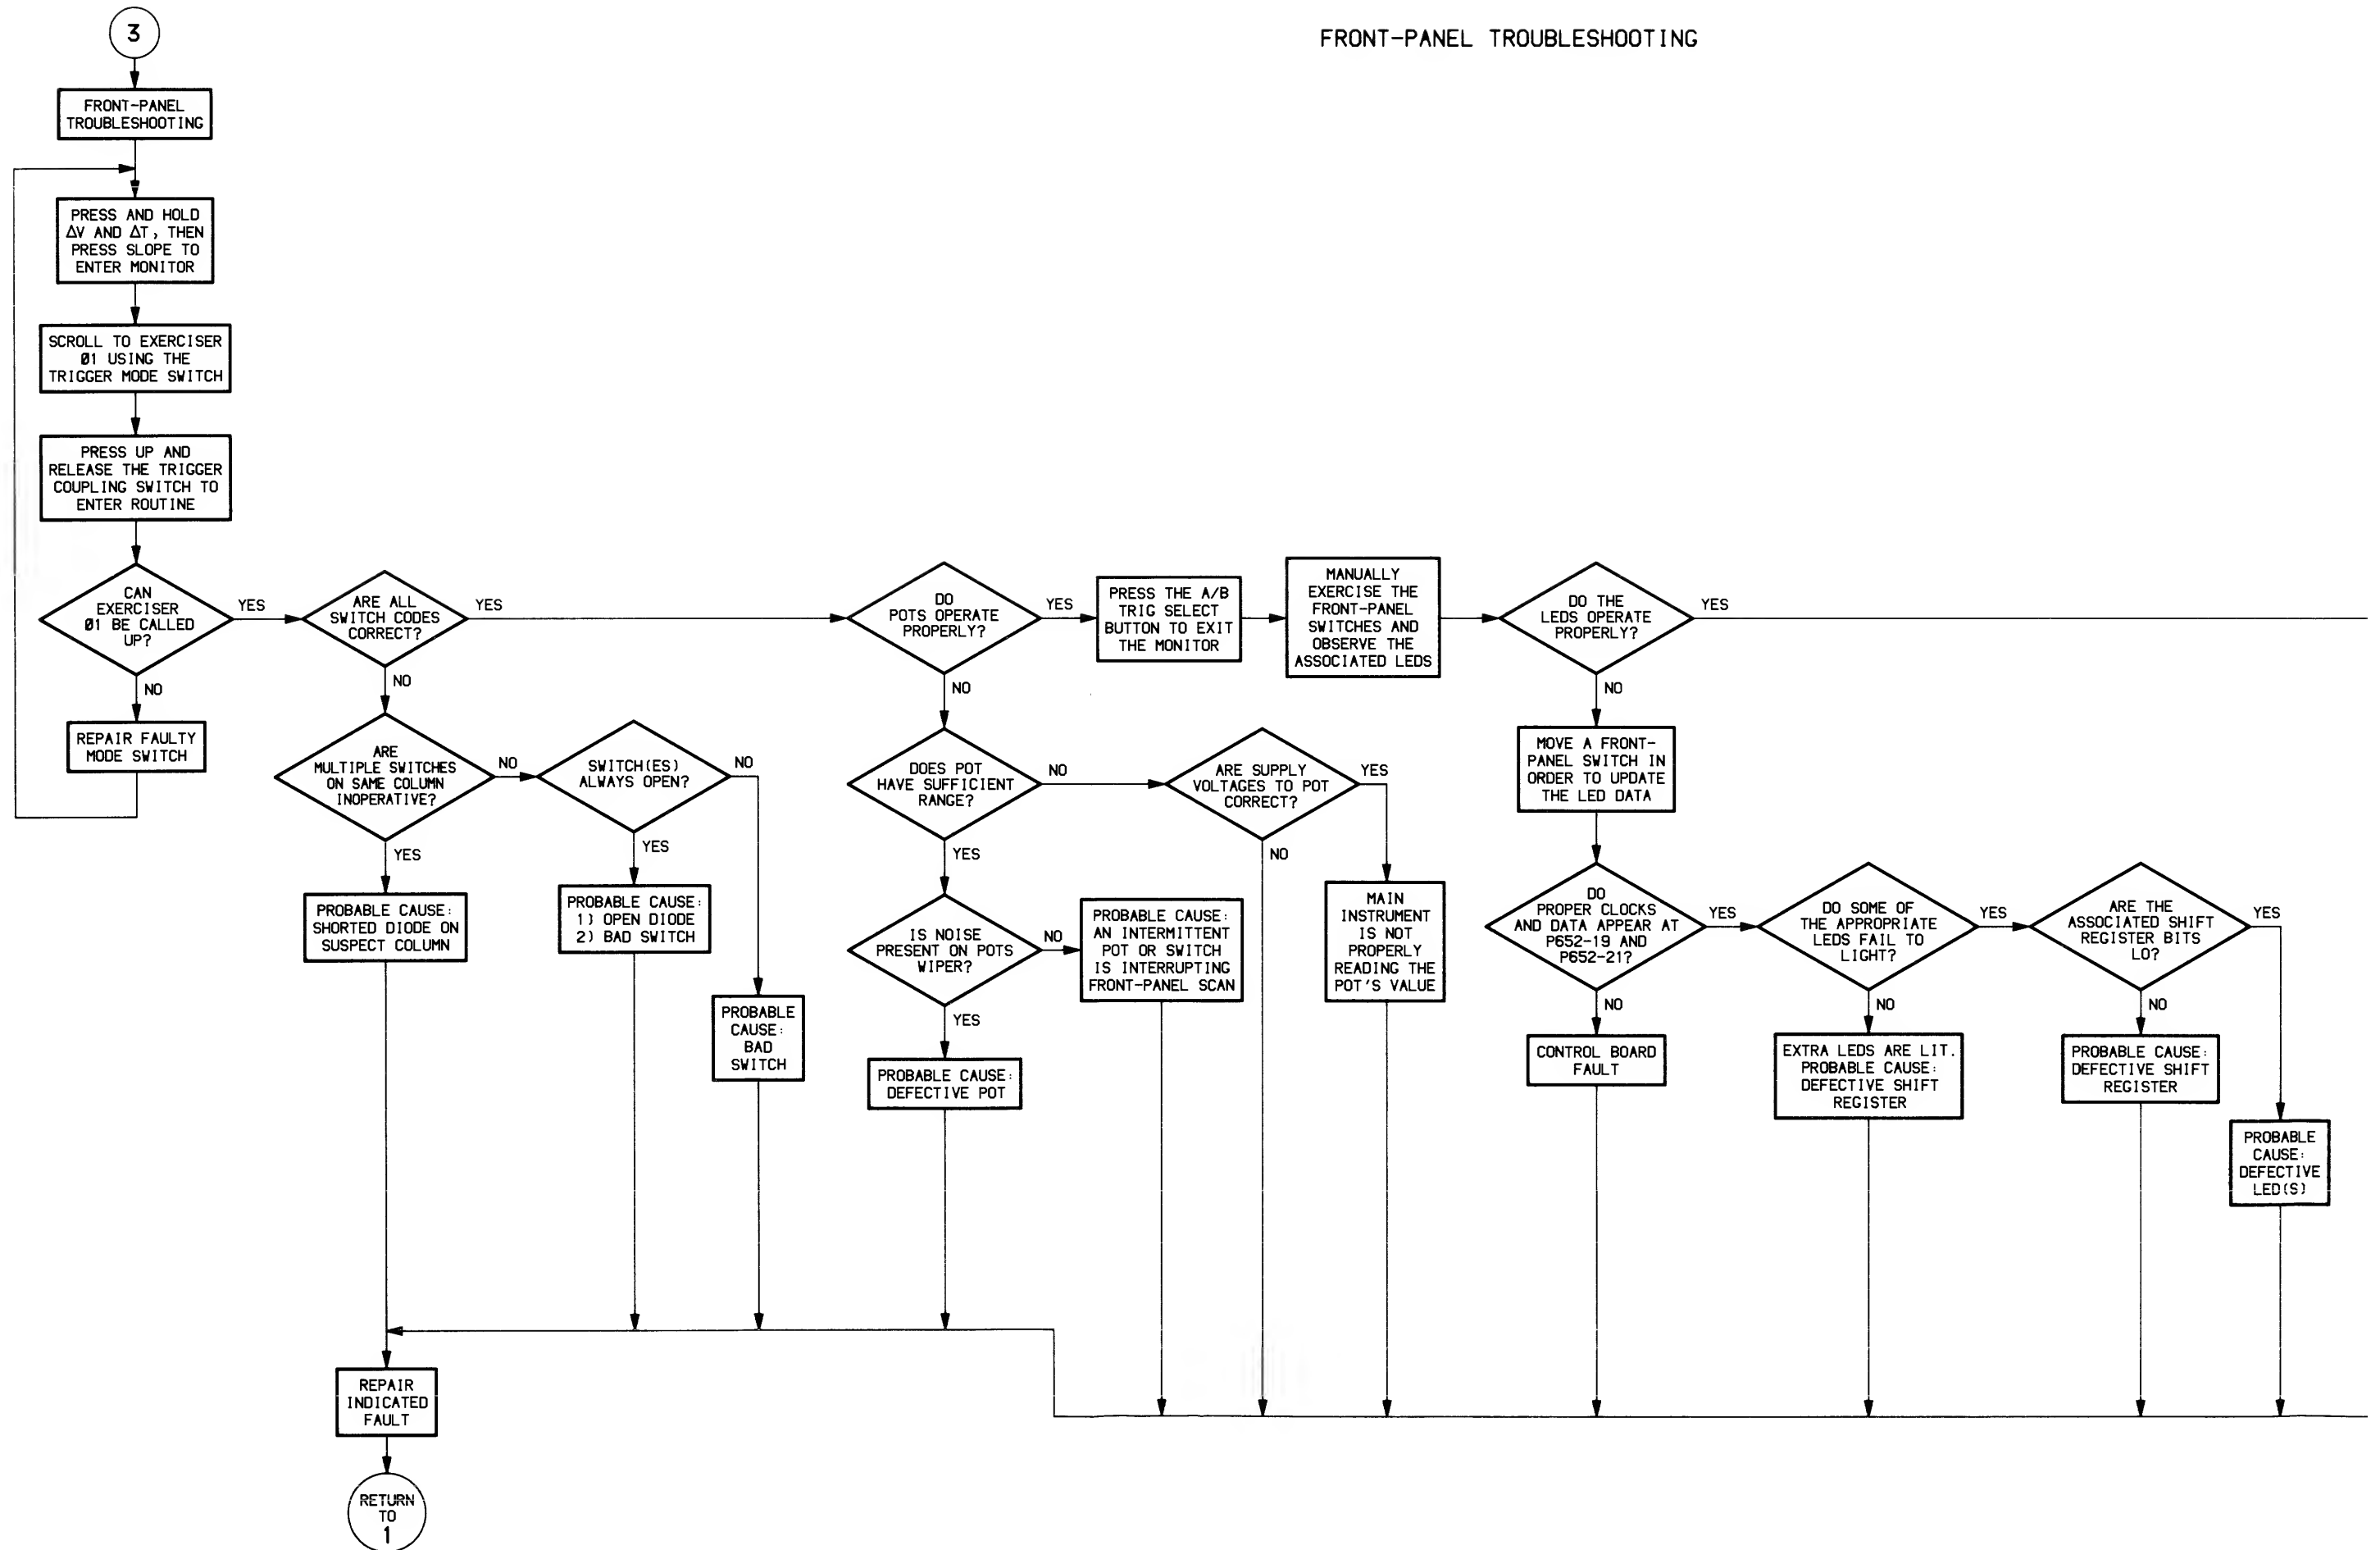 FRONT-PANEL TROUBLESHOOTING
3
FRONT-PANEL
TROUBLESHOOTING
PRESS AND HOLD
ΔV AND ΔT, THEN
PRESS SLOPE TO
ENTER MONITOR
SCROLL TO EXERCISER
Ø1 USING THE
TRIGGER MODE SWITCH
PRESS UP AND
RELEASE THE TRIGGER
COUPLING SWITCH TO
ENTER ROUTINE
CAN
EXERCISER
Ø1 BE CALLED
UP?
YES
NO
REPAIR FAULTY
MODE SWITCH
ARE ALL
SWITCH CODES
CORRECT?
YES
NO
ARE
MULTIPLE SWITCHES
ON SAME COLUMN
INOPERATIVE?
NO
YES
PROBABLE CAUSE:
SHORTED DIODE ON
SUSPECT COLUMN
SWITCH(ES)
ALWAYS OPEN?
NO
YES
PROBABLE CAUSE:
1) OPEN DIODE
2) BAD SWITCH
PROBABLE
CAUSE:
BAD
SWITCH
DO
POTS OPERATE
PROPERLY?
YES
NO
DOES POT
HAVE SUFFICIENT
RANGE?
NO
YES
IS NOISE
PRESENT ON POTS
WIPER?
NO
YES
PROBABLE CAUSE:
DEFECTIVE POT
PROBABLE CAUSE:
AN INTERMITTENT
POT OR SWITCH
IS INTERRUPTING
FRONT-PANEL SCAN
ARE SUPPLY
VOLTAGES TO POT
CORRECT?
YES
NO
MAIN
INSTRUMENT
IS NOT
PROPERLY
READING THE
POT'S VALUE
PRESS THE A/B
TRIG SELECT
BUTTON TO EXIT
THE MONITOR
MANUALLY
EXERCISE THE
FRONT-PANEL
SWITCHES AND
OBSERVE THE
ASSOCIATED LEDS
DO THE
LEDS OPERATE
PROPERLY?
YES
NO
MOVE A FRONT-
PANEL SWITCH IN
ORDER TO UPDATE
THE LED DATA
DO
PROPER CLOCKS
AND DATA APPEAR AT
P652-19 AND
P652-21?
YES
NO
CONTROL BOARD
FAULT
DO SOME OF
THE APPROPRIATE
LEDS FAIL TO
LIGHT?
YES
NO
EXTRA LEDS ARE LIT.
PROBABLE CAUSE:
DEFECTIVE SHIFT
REGISTER
ARE THE
ASSOCIATED SHIFT
REGISTER BITS
LO?
YES
NO
PROBABLE CAUSE:
DEFECTIVE SHIFT
REGISTER
PROBABLE
CAUSE:
DEFECTIVE
LED(S)
REPAIR
INDICATED
FAULT
RETURN
TO
1